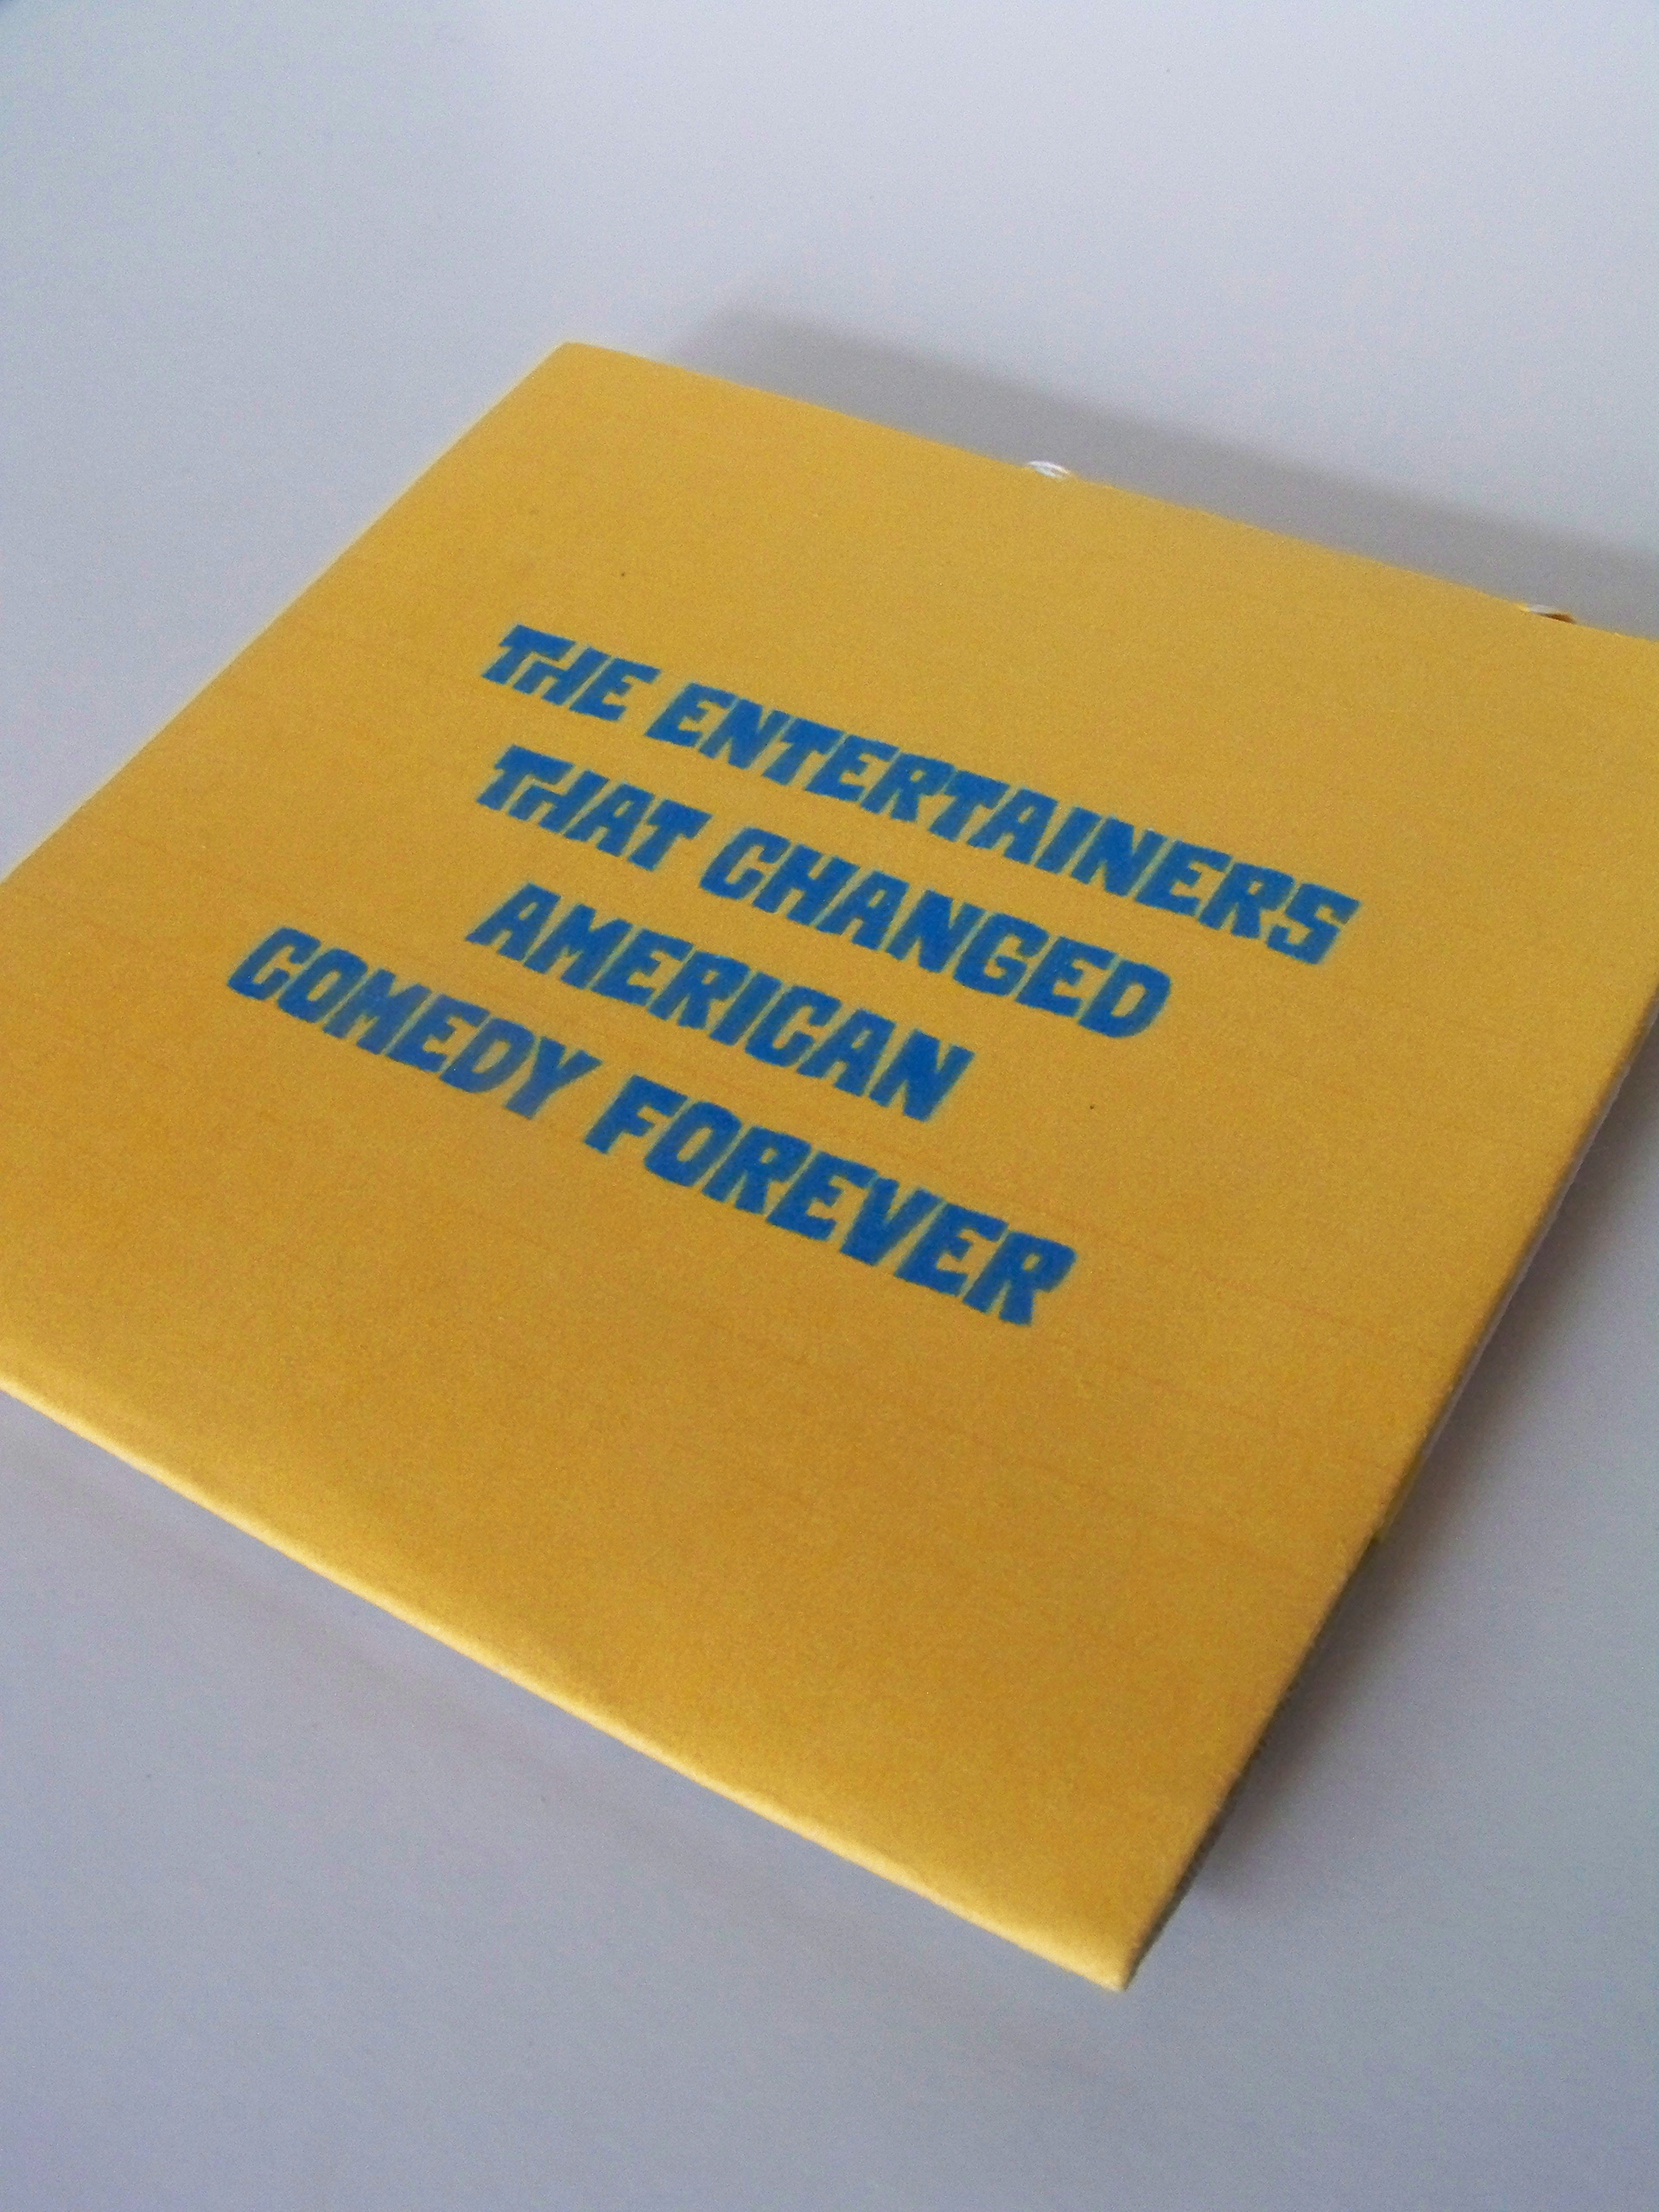 THE ENTERTAINERS
THAT CHANGED
AMERICAN
COMEDY FOREVER